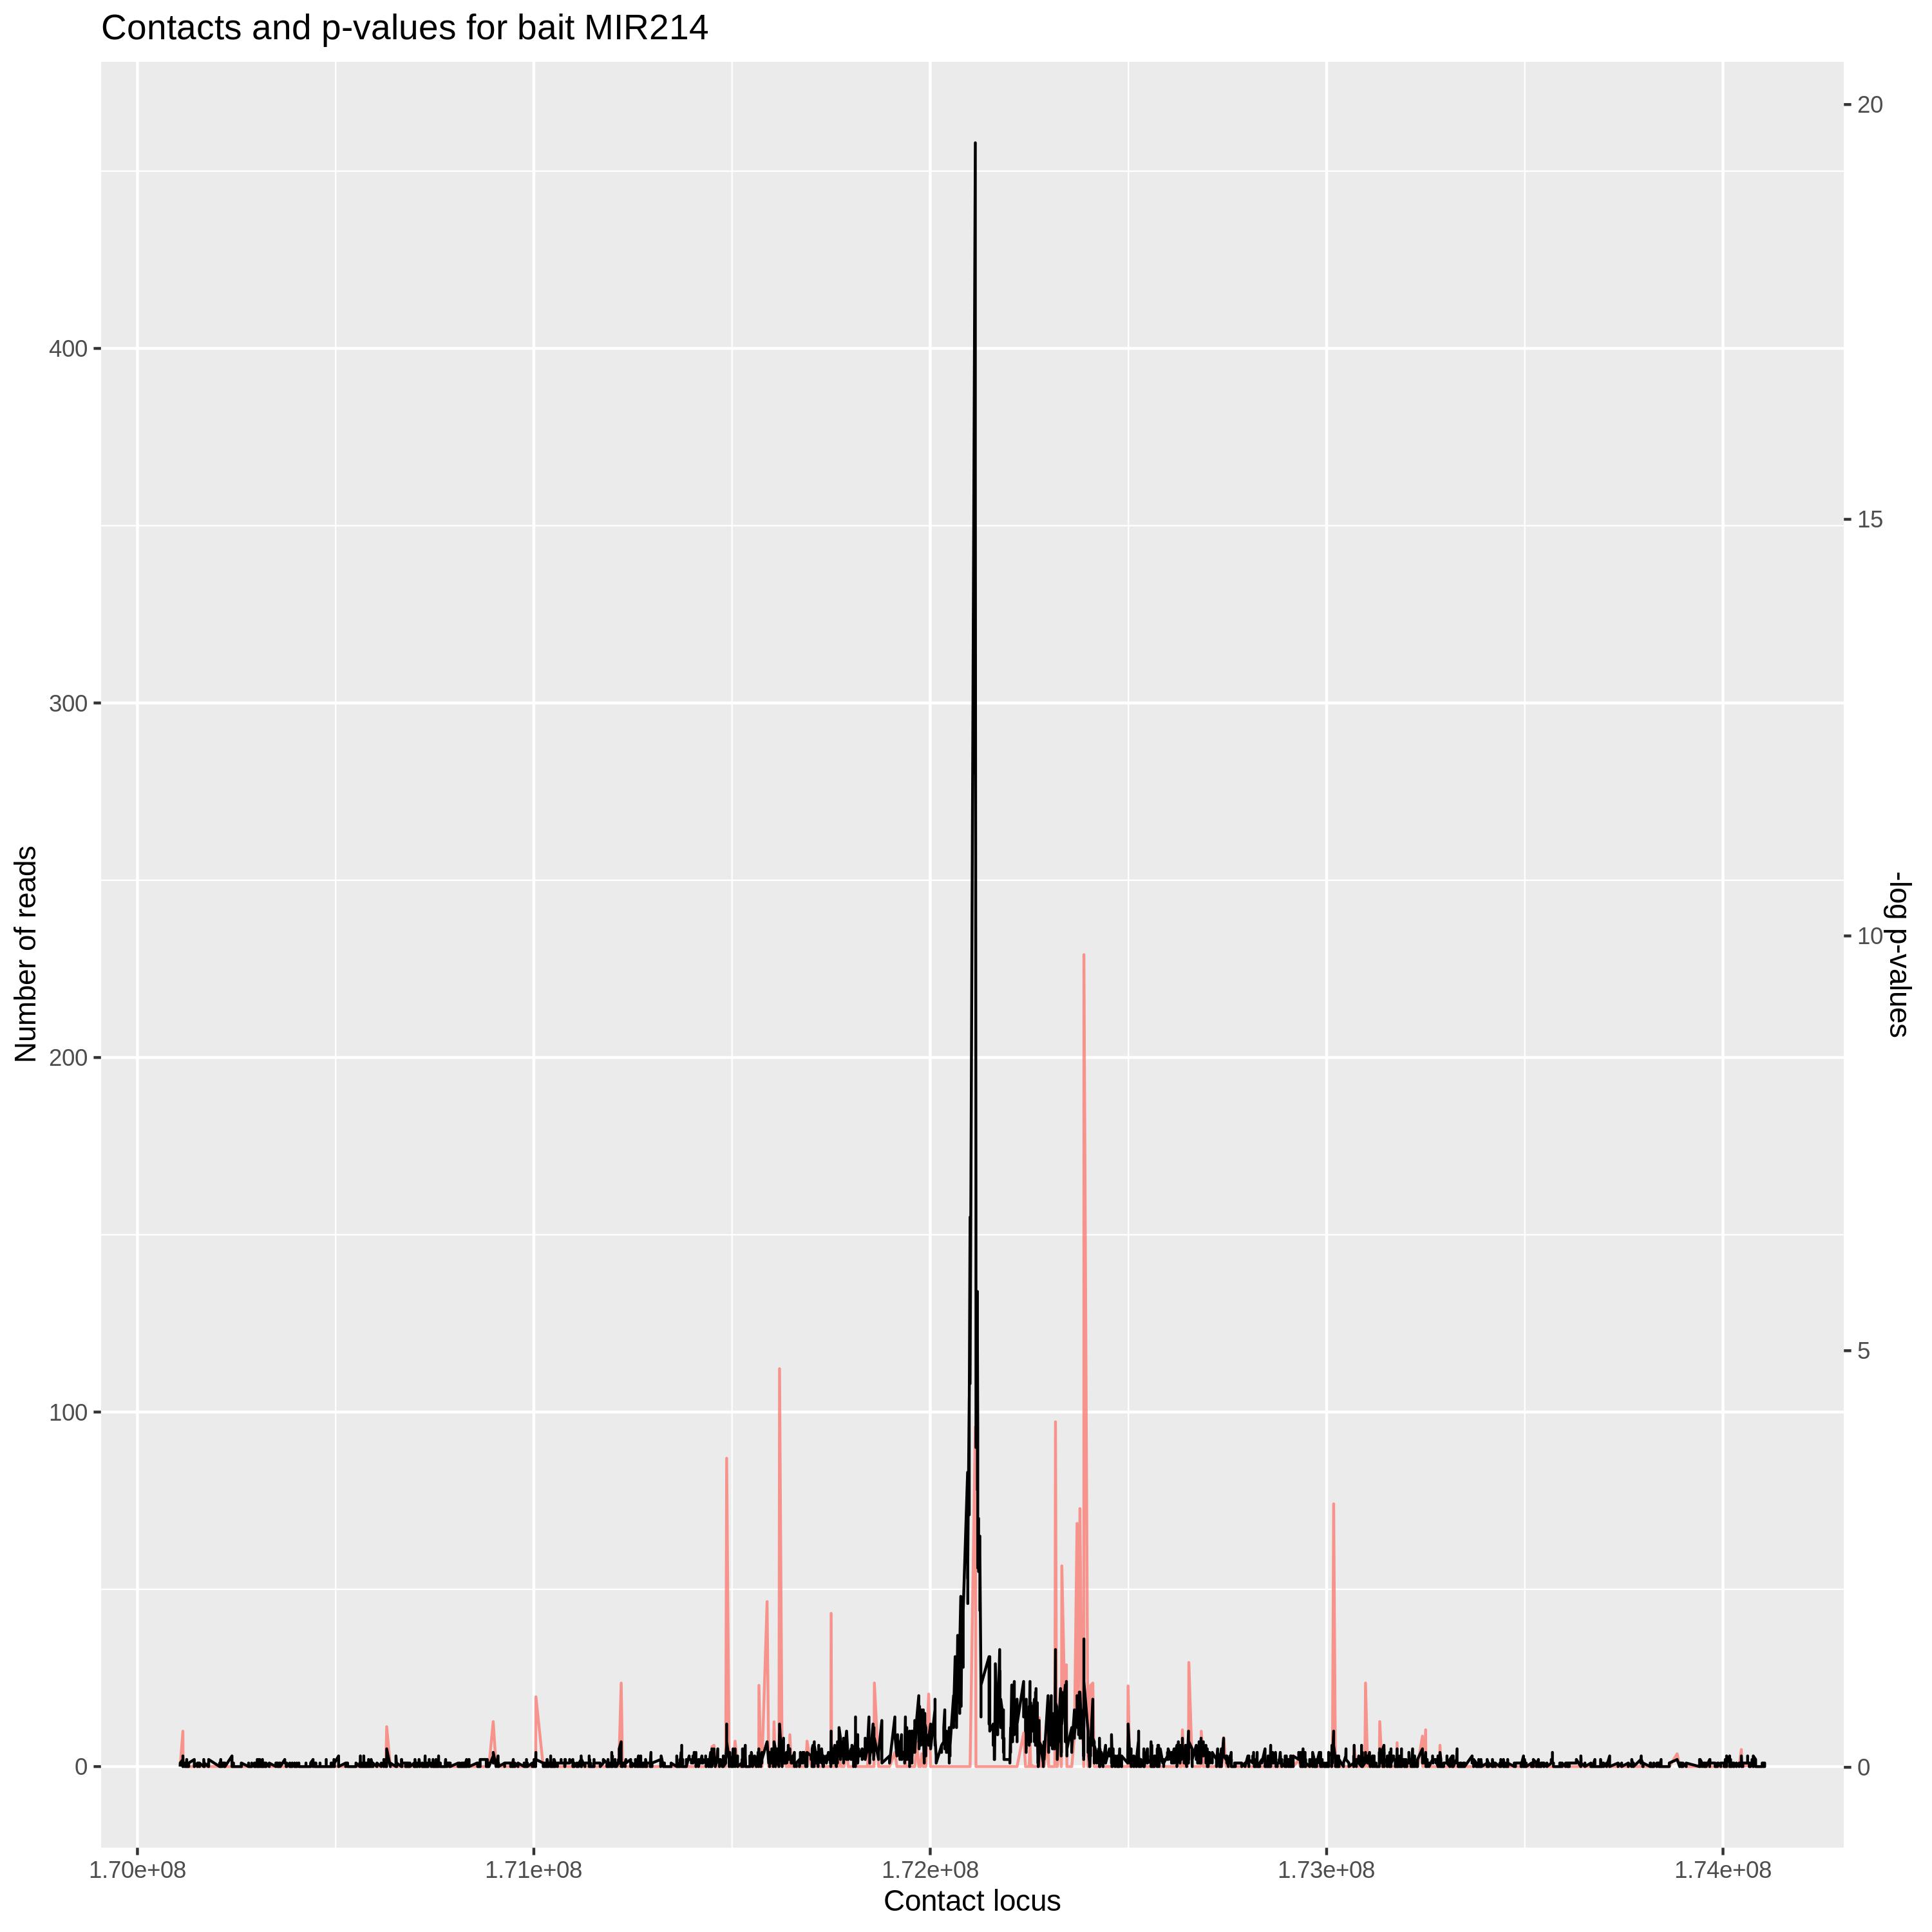 Contacts and p-values for bait MIR214
Number of reads
400
300
200
100
0
20
15
10
5
0
-log p-values
1.70e+08
1.71e+08
1.72e+08
1.73e+08
1.74e+08
Contact locus